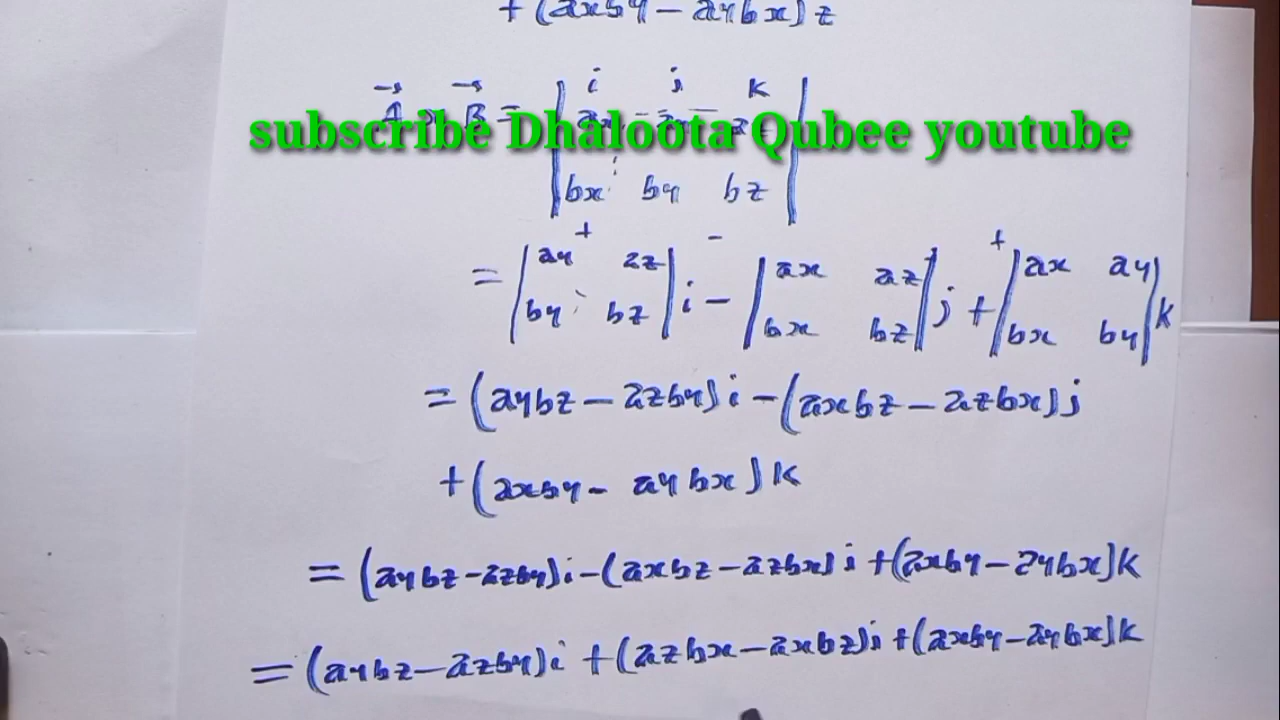 + (axby - aybx) z
A × B = | i j k
subscribe Dhaloota Qubee youtube
bx by bz |
+ - +
= | ay az | i - | ax az | j + | ax ay | k
| by bz | | bx bz | | bx by |
= (aybz - azby) i - (axbz - azbx) j
+ (axby - aybx) k
= (aybz - azby) i - (axbz - azbx) j + (axby - aybx) k
= (aybz - azby) i + (azbx - axbz) j + (axby - aybx) k